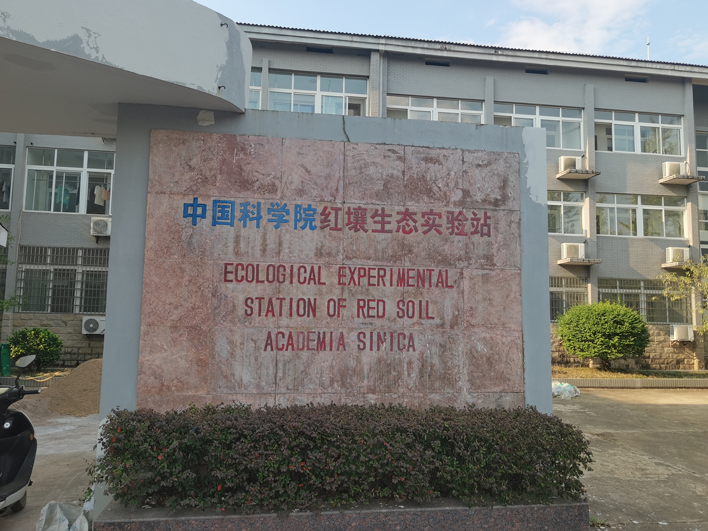 中国科学院红壤生态实验站
ECOLOGICAL EXPERIMENTAL
STATION OF RED SOIL
ACADEMIA SINICA